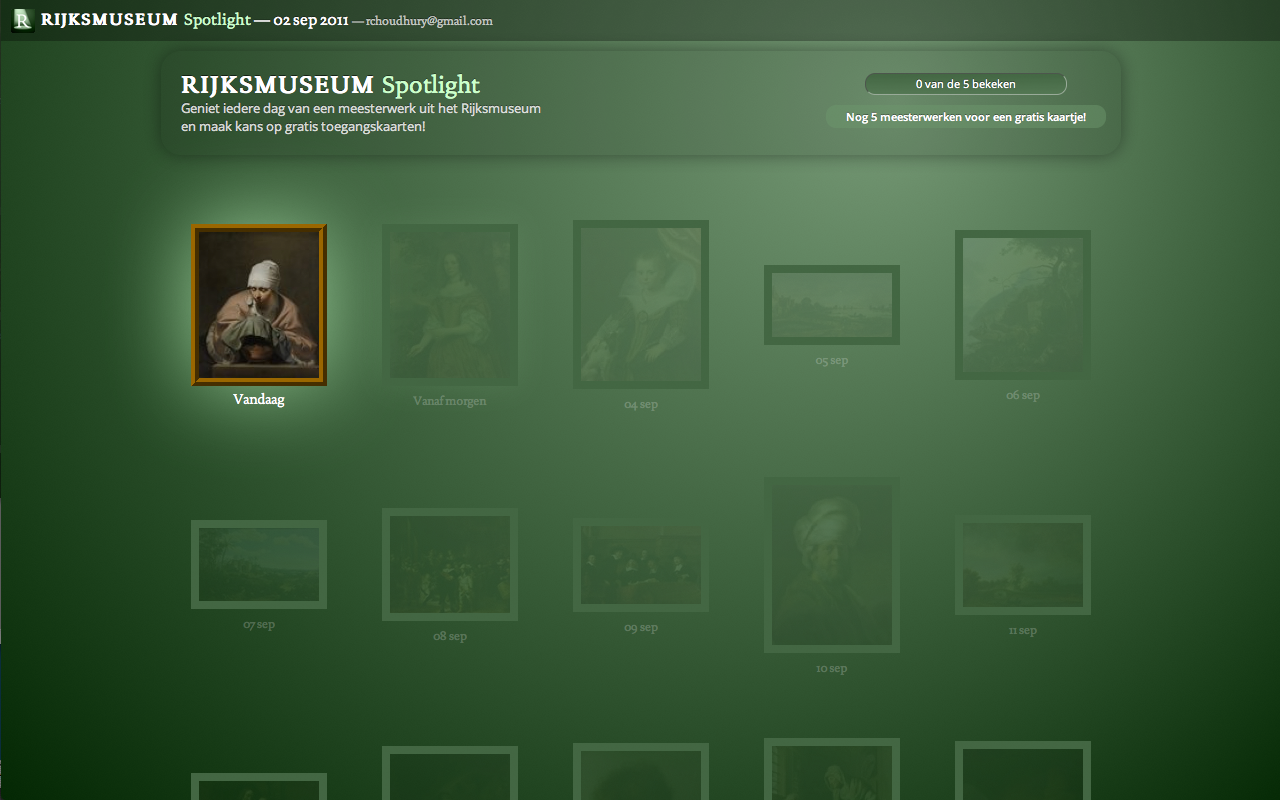 R RIJKSMUSEUM Spotlight — 02 sep 2011 — rchoudhury@gmail.com
RIJKSMUSEUM Spotlight
Geniet iedere dag van een meesterwerk uit het Rijksmuseum
en maak kans op gratis toegangskaarten!
0 van de 5 bekeken
Nog 5 meesterwerken voor een gratis kaartje!
Vandaag
Vanaf morgen
04 sep
05 sep
06 sep
07 sep
08 sep
09 sep
10 sep
11 sep